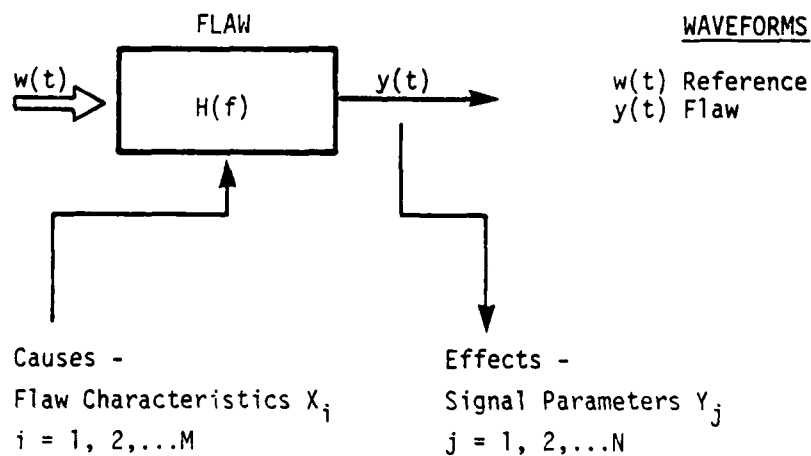 FLAW
WAVEFORMS
w(t)
H(f)
y(t)
w(t) Reference
y(t) Flaw
Causes -
Flaw Characteristics X_i
i = 1, 2,...M
Effects -
Signal Parameters Y_j
j = 1, 2,...N